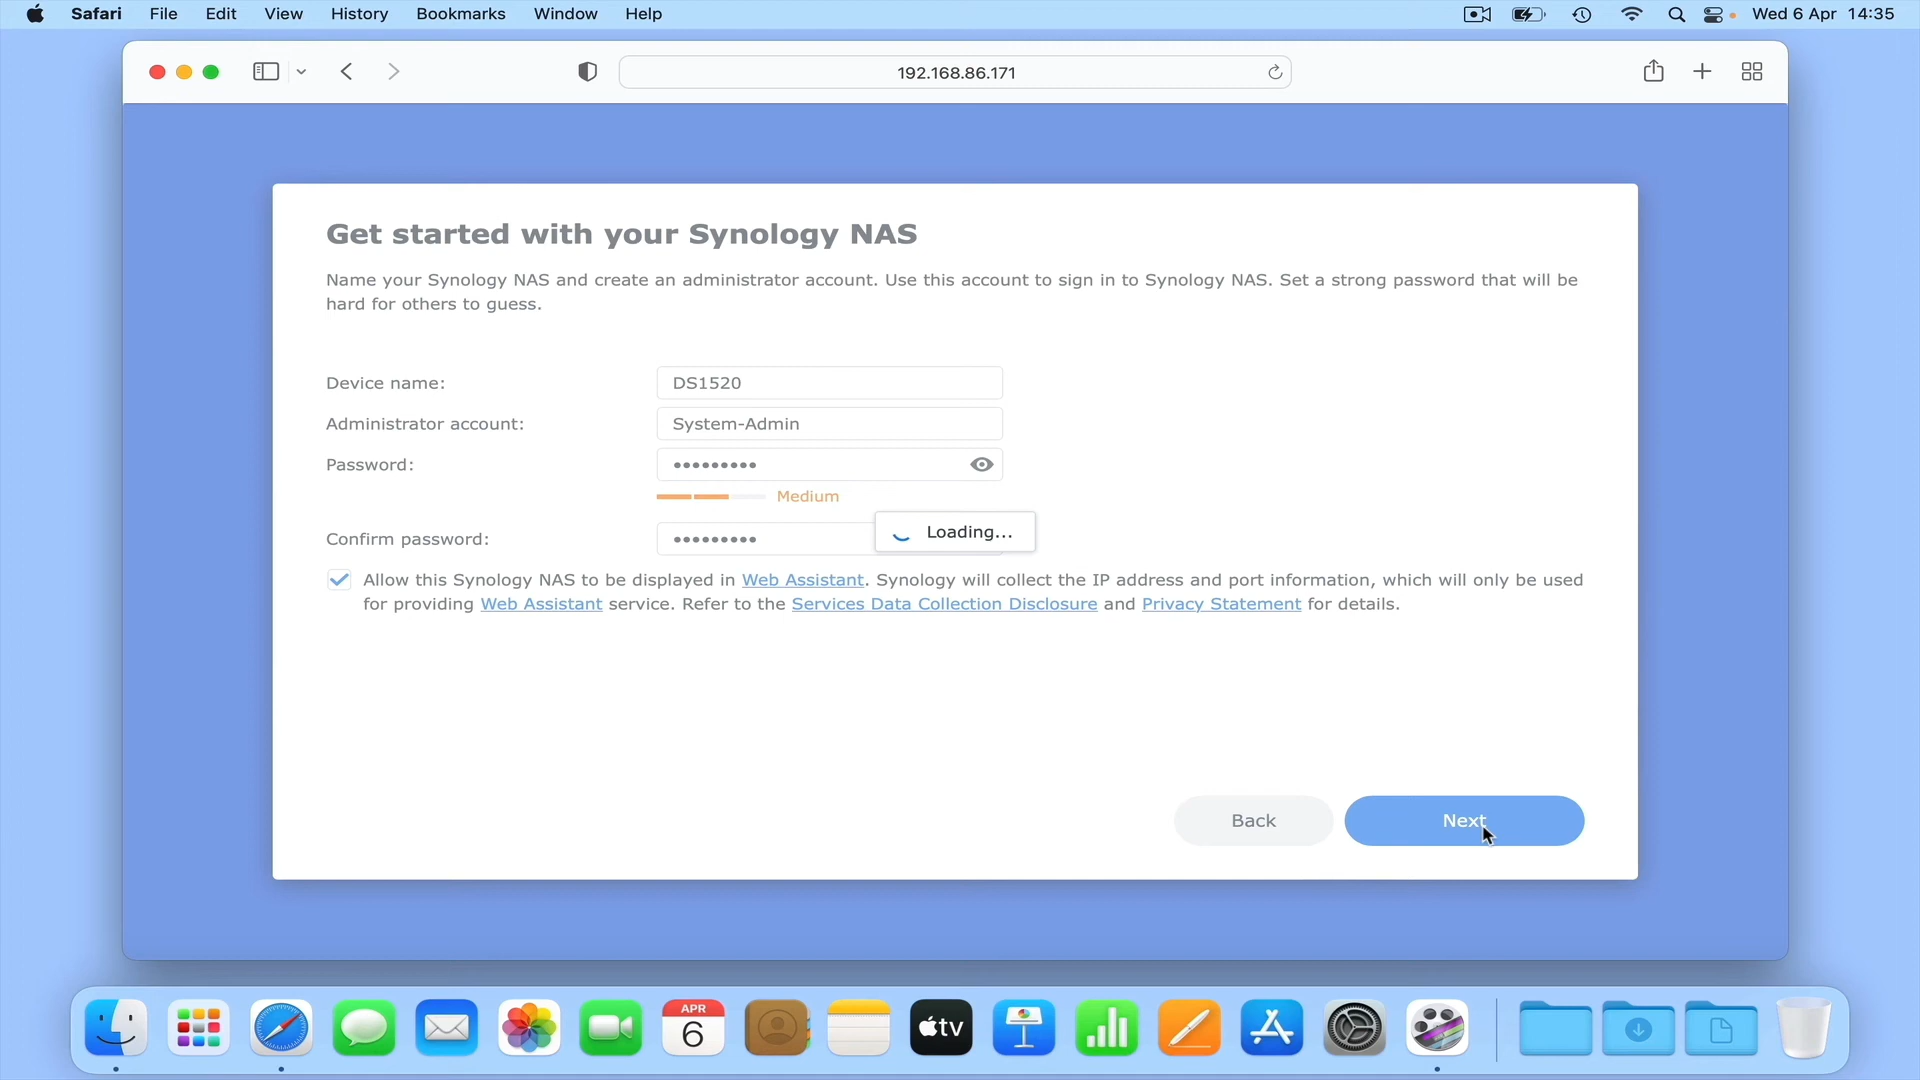 Safari File Edit View History Bookmarks Window Help Wed 6 Apr 14:35
192.168.86.171
Get started with your Synology NAS
Name your Synology NAS and create an administrator account. Use this account to sign in to Synology NAS. Set a strong password that will be
hard for others to guess.
Device name: DS1520
Administrator account: System-Admin
Password: •••••••••
Medium
Loading...
Confirm password: •••••••••
Allow this Synology NAS to be displayed in Web Assistant. Synology will collect the IP address and port information, which will only be used
for providing Web Assistant service. Refer to the Services Data Collection Disclosure and Privacy Statement for details.
Back Next
APR
6
tv